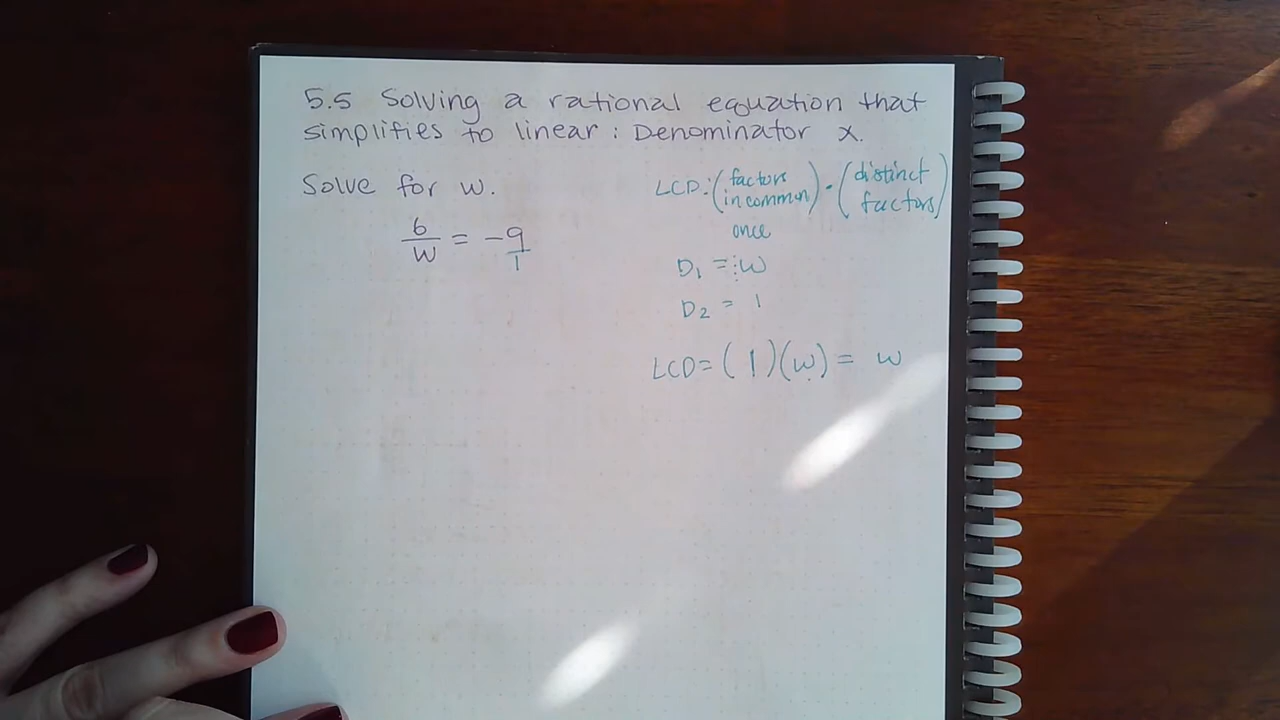 5.5 Solving a rational equation that
simplifies to linear: Denominator x.
Solve for w.
6/w = -9/1
LCD: (factors in common) · (distinct factors)
once
D₁ = w
D₂ = 1
LCD = (1)(w) = w